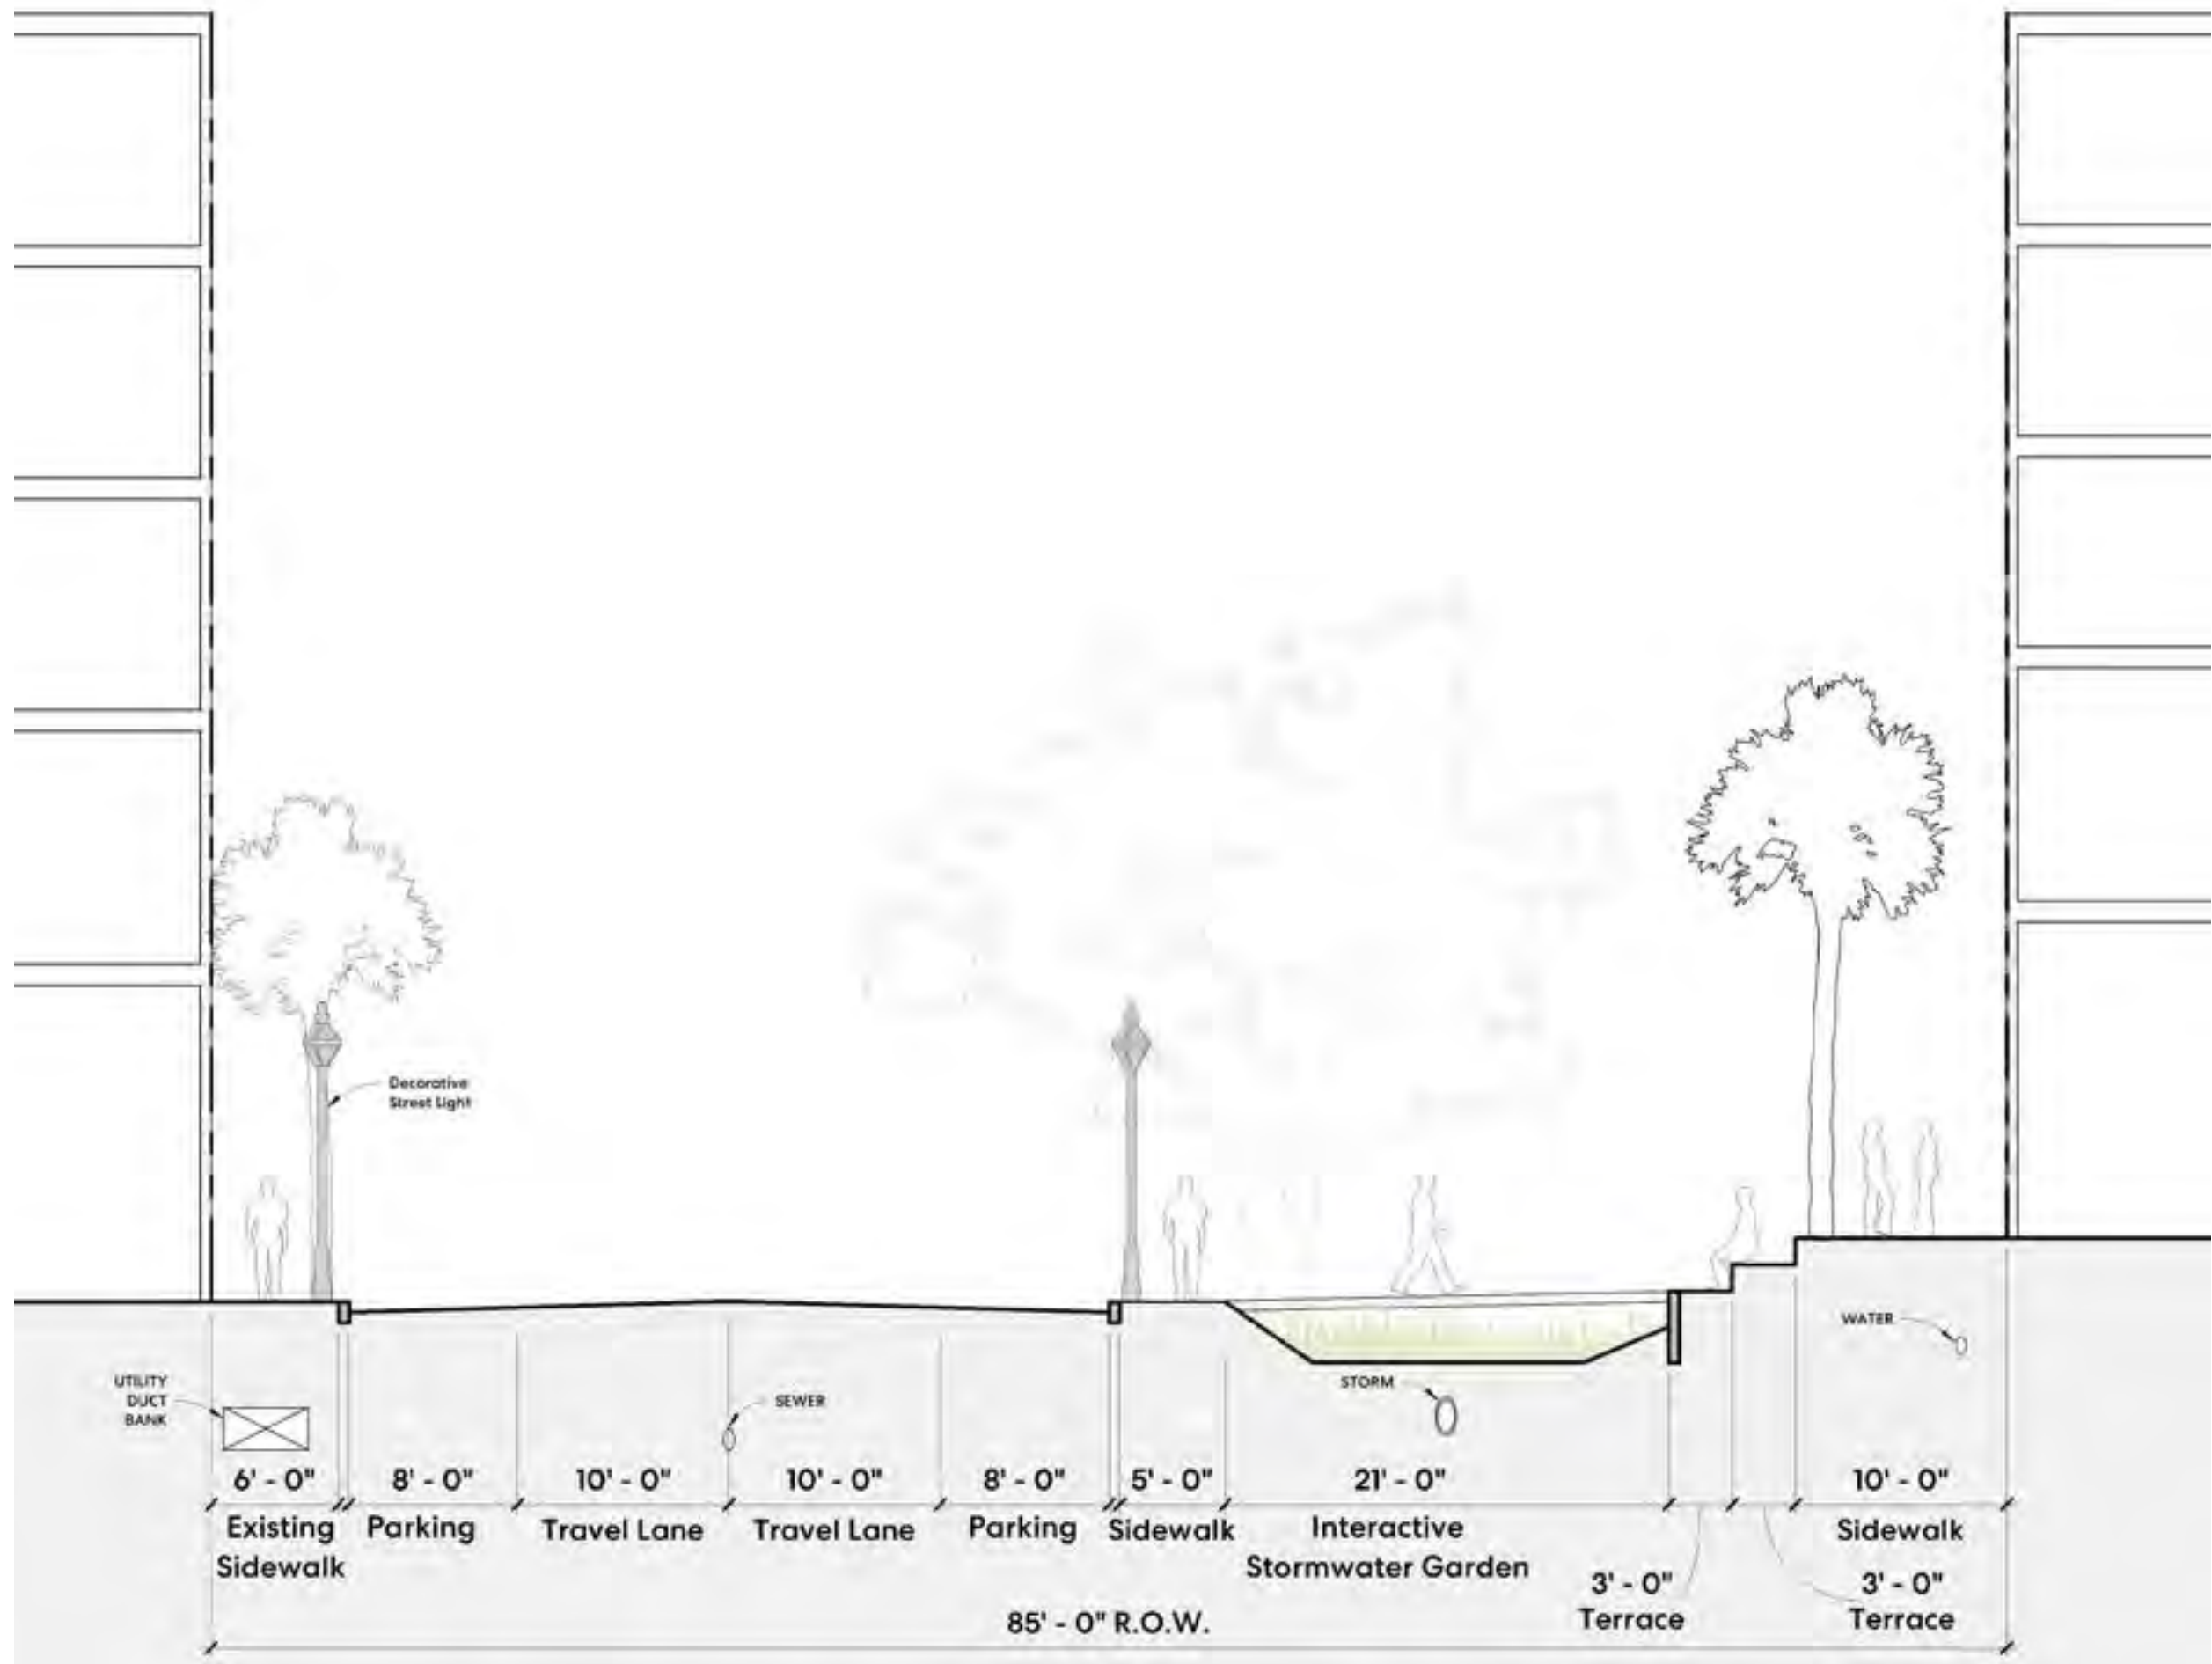 Decorative
Street Light
WATER
UTILITY
DUCT
BANK
STORM
SEWER
6' - 0" 8' - 0" 10' - 0" 10' - 0" 8' - 0" 5' - 0" 21' - 0" 10' - 0"
Existing Parking Travel Lane Travel Lane Parking Sidewalk Interactive Sidewalk
Sidewalk Stormwater Garden
3' - 0" 3' - 0"
Terrace Terrace
85' - 0" R.O.W.